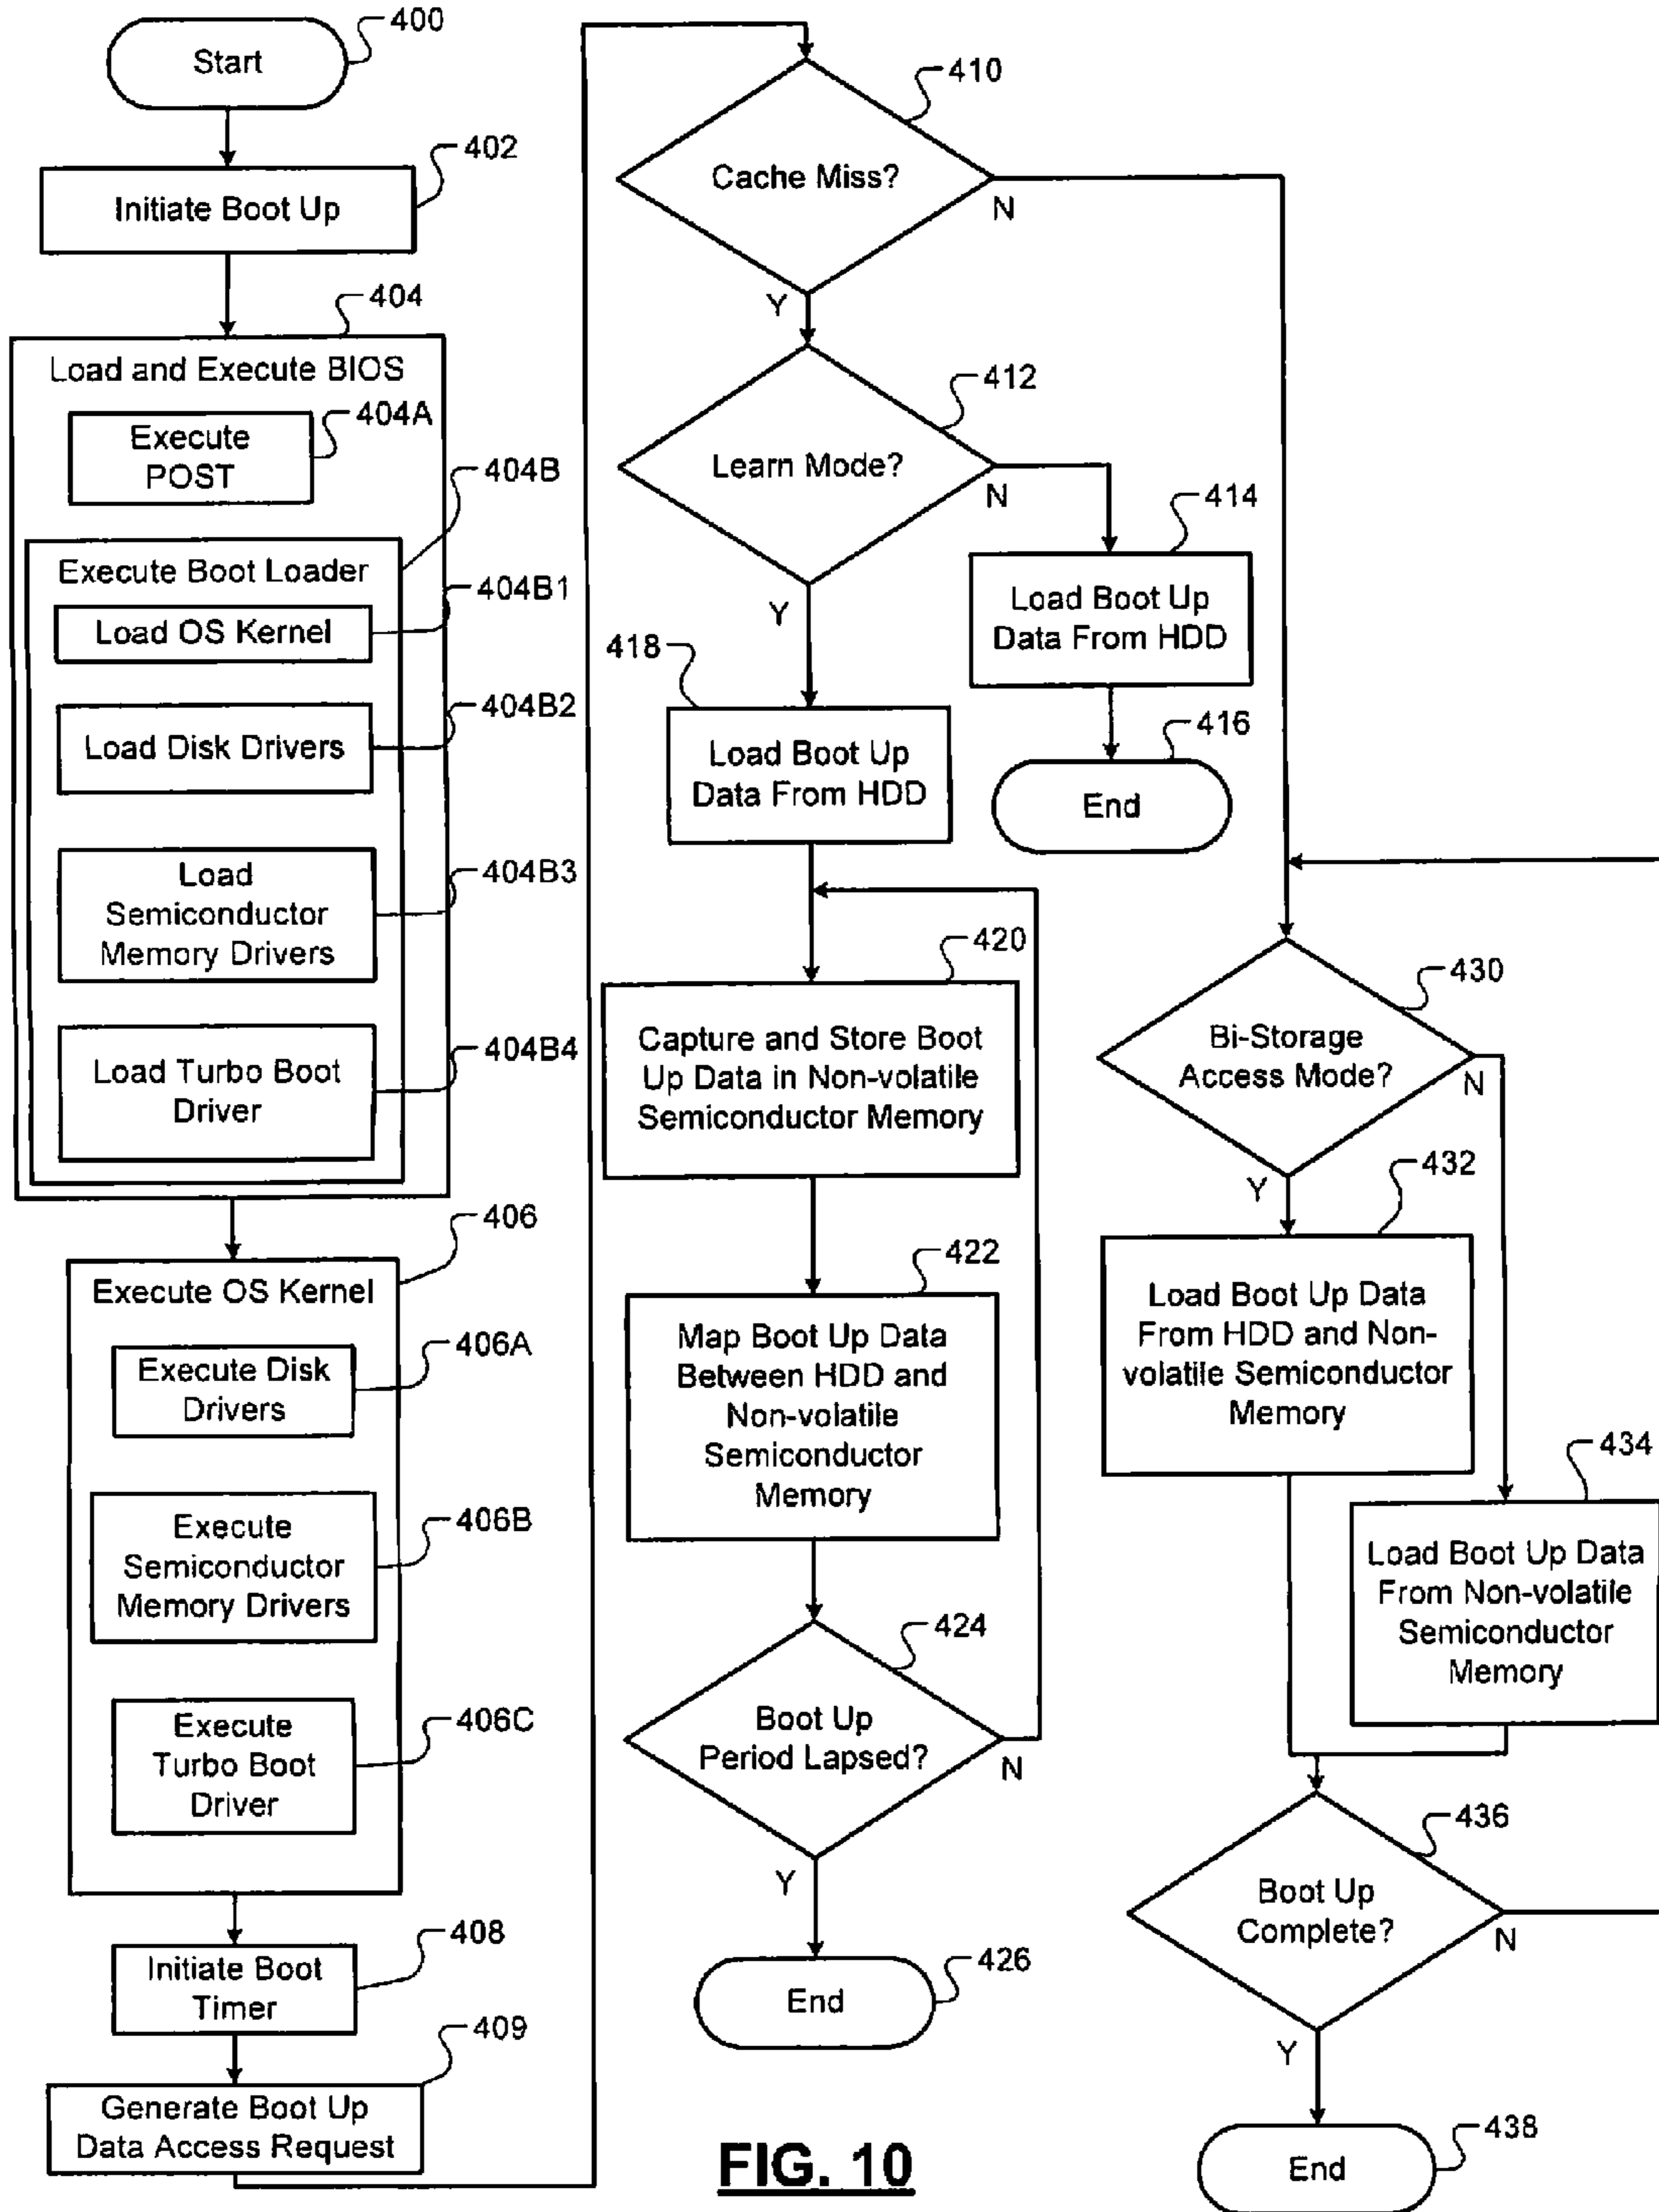 400
Start
402
Initiate Boot Up
404
Load and Execute BIOS
404A
Execute
POST
404B
Execute Boot Loader
404B1
Load OS Kernel
404B2
Load Disk Drivers
404B3
Load
Semiconductor
Memory Drivers
404B4
Load Turbo Boot
Driver
406
Execute OS Kernel
406A
Execute Disk
Drivers
406B
Execute
Semiconductor
Memory Drivers
406C
Execute
Turbo Boot
Driver
408
Initiate Boot
Timer
409
Generate Boot Up
Data Access Request
410
Cache Miss?
N
Y
412
Learn Mode?
N
Y
414
Load Boot Up
Data From HDD
416
End
418
Load Boot Up
Data From HDD
420
Capture and Store Boot
Up Data in Non-volatile
Semiconductor Memory
422
Map Boot Up Data
Between HDD and
Non-volatile
Semiconductor
Memory
424
Boot Up
Period Lapsed?
N
Y
426
End
430
Bi-Storage
Access Mode?
N
Y
432
Load Boot Up Data
From HDD and Non-
volatile Semiconductor
Memory
434
Load Boot Up Data
From Non-volatile
Semiconductor
Memory
436
Boot Up
Complete?
N
Y
438
End
FIG. 10